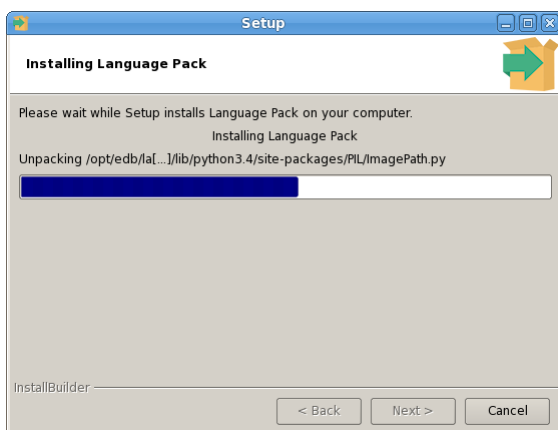 Setup
Installing Language Pack
Please wait while Setup installs Language Pack on your computer.
Installing Language Pack
Unpacking /opt/edb/la[...]/lib/python3.4/site-packages/PIL/ImagePath.py
InstallBuilder
< Back
Next >
Cancel